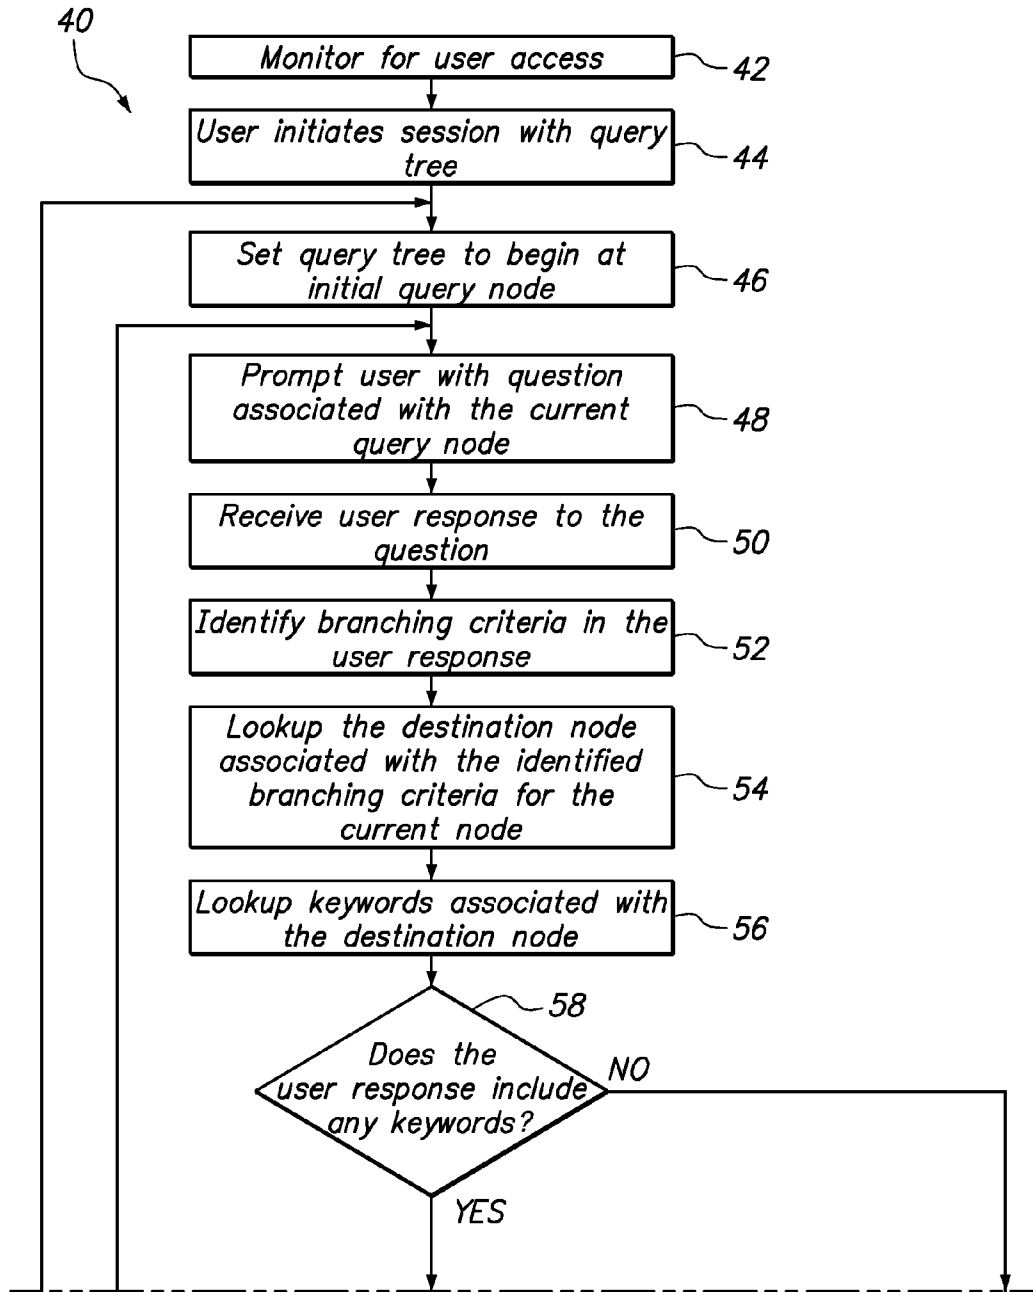 40
Monitor for user access
42
User initiates session with query
tree
44
Set query tree to begin at
initial query node
46
Prompt user with question
associated with the current
query node
48
Receive user response to the
question
50
Identify branching criteria in the
user response
52
Lookup the destination node
associated with the identified
branching criteria for the
current node
54
Lookup keywords associated with
the destination node
56
58
Does the
user response include
any keywords?
NO
YES